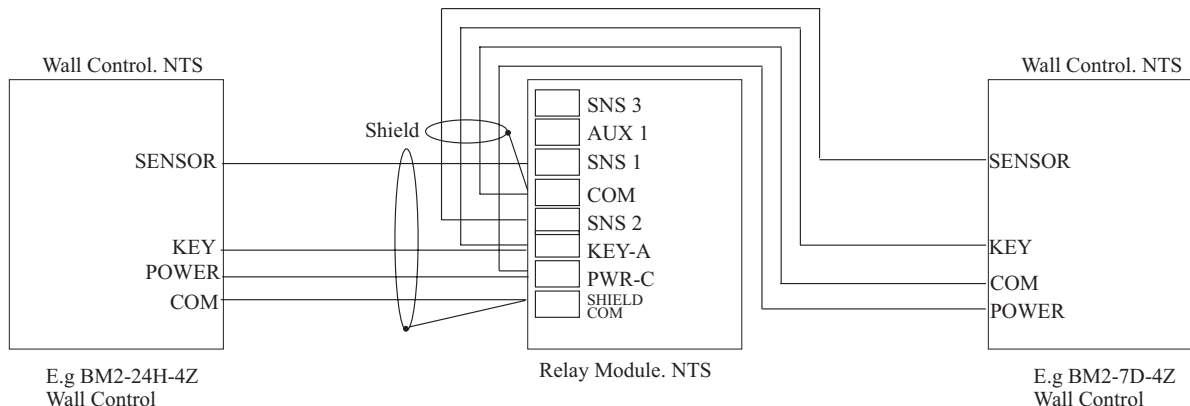 Wall Control. NTS
SENSOR
KEY
POWER
COM
E.g BM2-24H-4Z
Wall Control
Shield
SNS 3
AUX 1
SNS 1
COM
SNS 2
KEY-A
PWR-C
SHIELD
COM
Relay Module. NTS
Wall Control. NTS
SENSOR
KEY
COM
POWER
E.g BM2-7D-4Z
Wall Control